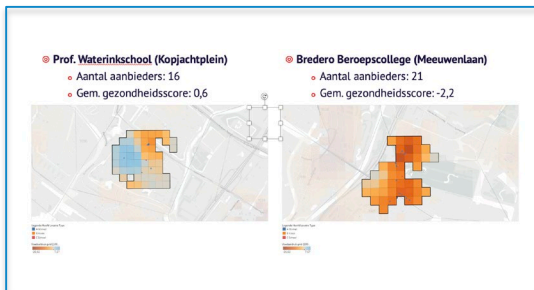 Prof. Waterinkschool (Kopjachtplein)
Aantal aanbieders: 16
Gem. gezondheidsscore: 0,6
Bredero Beroepscollege (Meeuwenlaan)
Aantal aanbieders: 21
Gem. gezondheidsscore: -2,2